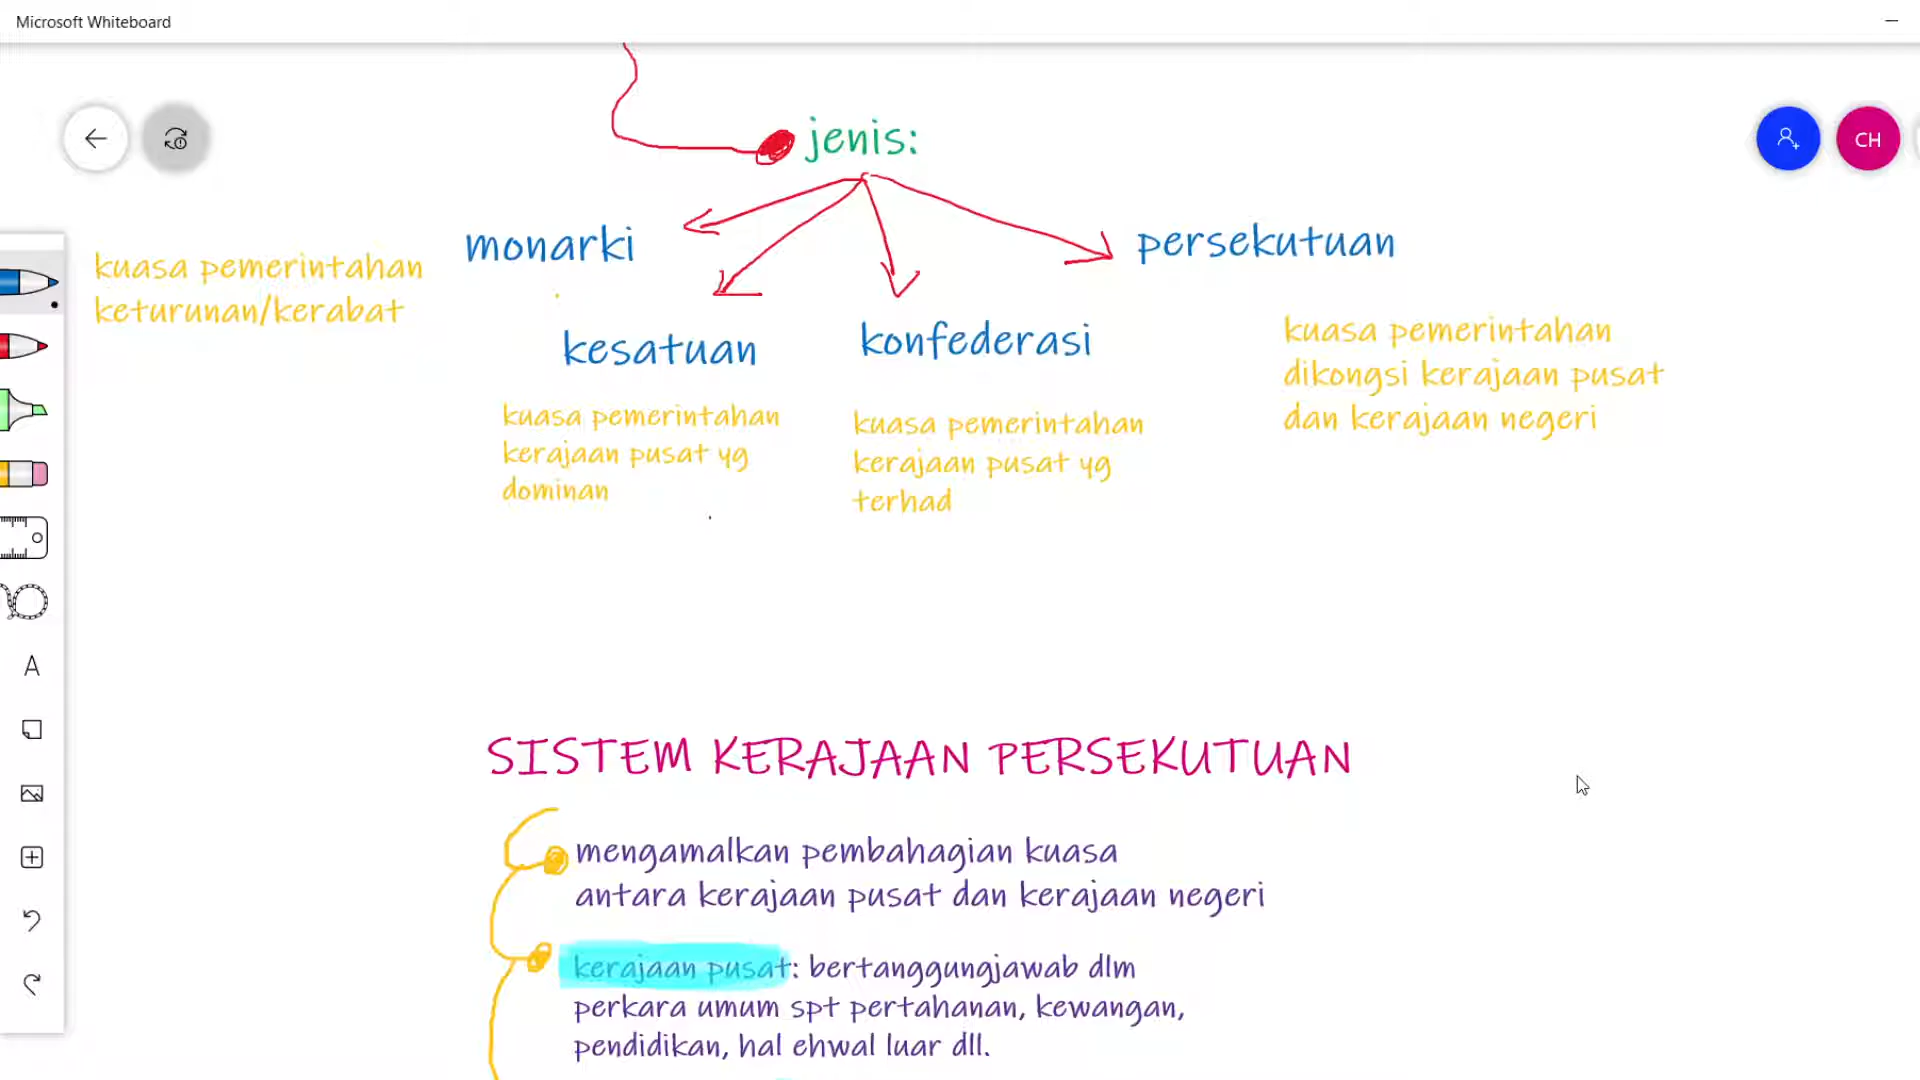 Microsoft Whiteboard
jenis:
CH
monarki
persekutuan
kuasa pemerintahan
keturunan/kerabat
kesatuan
konfederasi
kuasa pemerintahan
dikongsi kerajaan pusat
dan kerajaan negeri
kuasa pemerintahan
kerajaan pusat yg
dominan
kuasa pemerintahan
kerajaan pusat yg
terhad
A
SISTEM KERAJAAN PERSEKUTUAN
mengamalkan pembahagian kuasa
antara kerajaan pusat dan kerajaan negeri
kerajaan pusat: bertanggungjawab dlm
perkara umum spt pertahanan, kewangan,
pendidikan, hal ehwal luar dll.